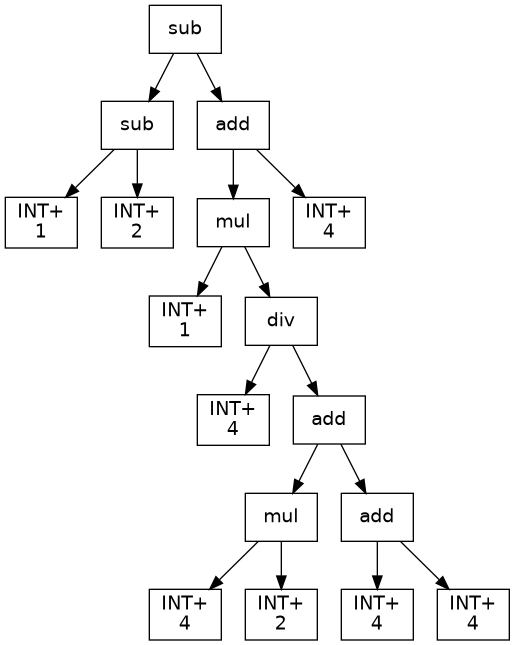 sub
sub
add
INT+
1
INT+
2
mul
INT+
4
INT+
1
div
INT+
4
add
mul
add
INT+
4
INT+
2
INT+
4
INT+
4